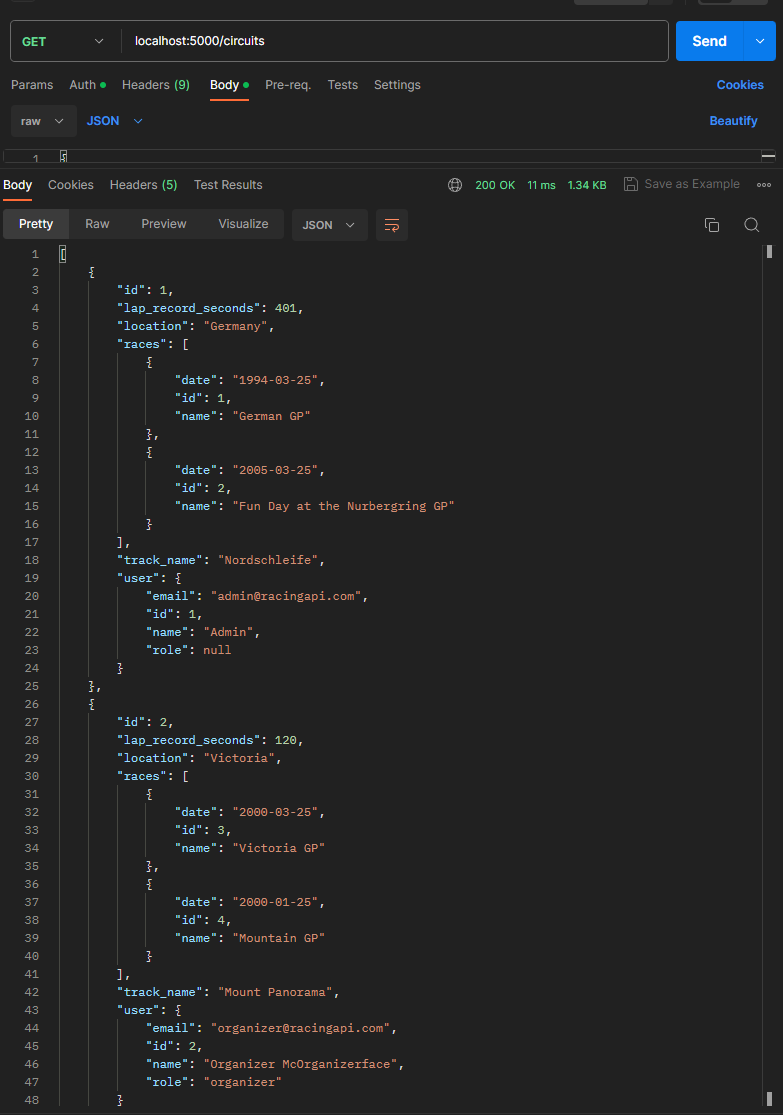 GET localhost:5000/circuits Send
Params Auth Headers (9) Body Pre-req. Tests Settings Cookies
raw JSON Beautify
1 {
Body Cookies Headers (5) Test Results 200 OK 11 ms 1.34 KB Save as Example
Pretty Raw Preview Visualize JSON
1 [
2 {
3 "id": 1,
4 "lap_record_seconds": 401,
5 "location": "Germany",
6 "races": [
7 {
8 "date": "1994-03-25",
9 "id": 1,
10 "name": "German GP"
11 },
12 {
13 "date": "2005-03-25",
14 "id": 2,
15 "name": "Fun Day at the Nurbergring GP"
16 }
17 ],
18 "track_name": "Nordschleife",
19 "user": {
20 "email": "admin@racingapi.com",
21 "id": 1,
22 "name": "Admin",
23 "role": null
24 }
25 },
26 {
27 "id": 2,
28 "lap_record_seconds": 120,
29 "location": "Victoria",
30 "races": [
31 {
32 "date": "2000-03-25",
33 "id": 3,
34 "name": "Victoria GP"
35 },
36 {
37 "date": "2000-01-25",
38 "id": 4,
39 "name": "Mountain GP"
40 }
41 ],
42 "track_name": "Mount Panorama",
43 "user": {
44 "email": "organizer@racingapi.com",
45 "id": 2,
46 "name": "Organizer McOrganizerface",
47 "role": "organizer"
48 }